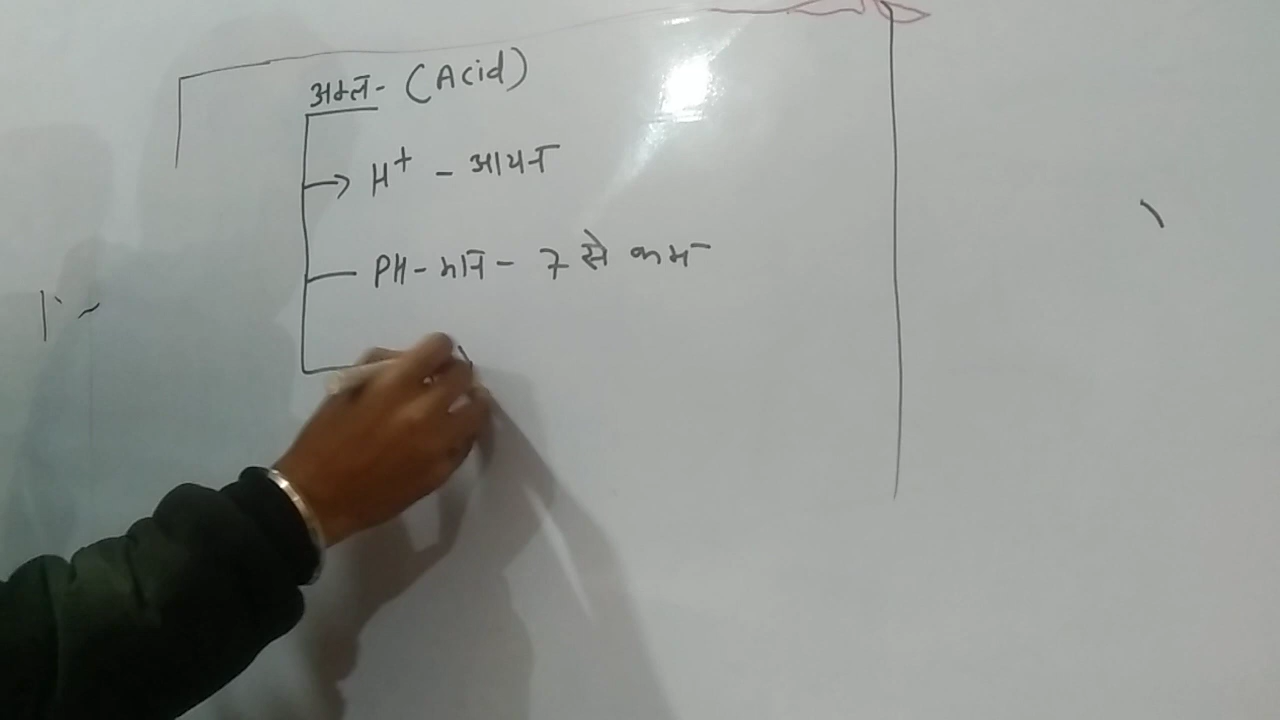 अम्ल- (Acid)
H+ - आयन
PH-मान - 7 से कम